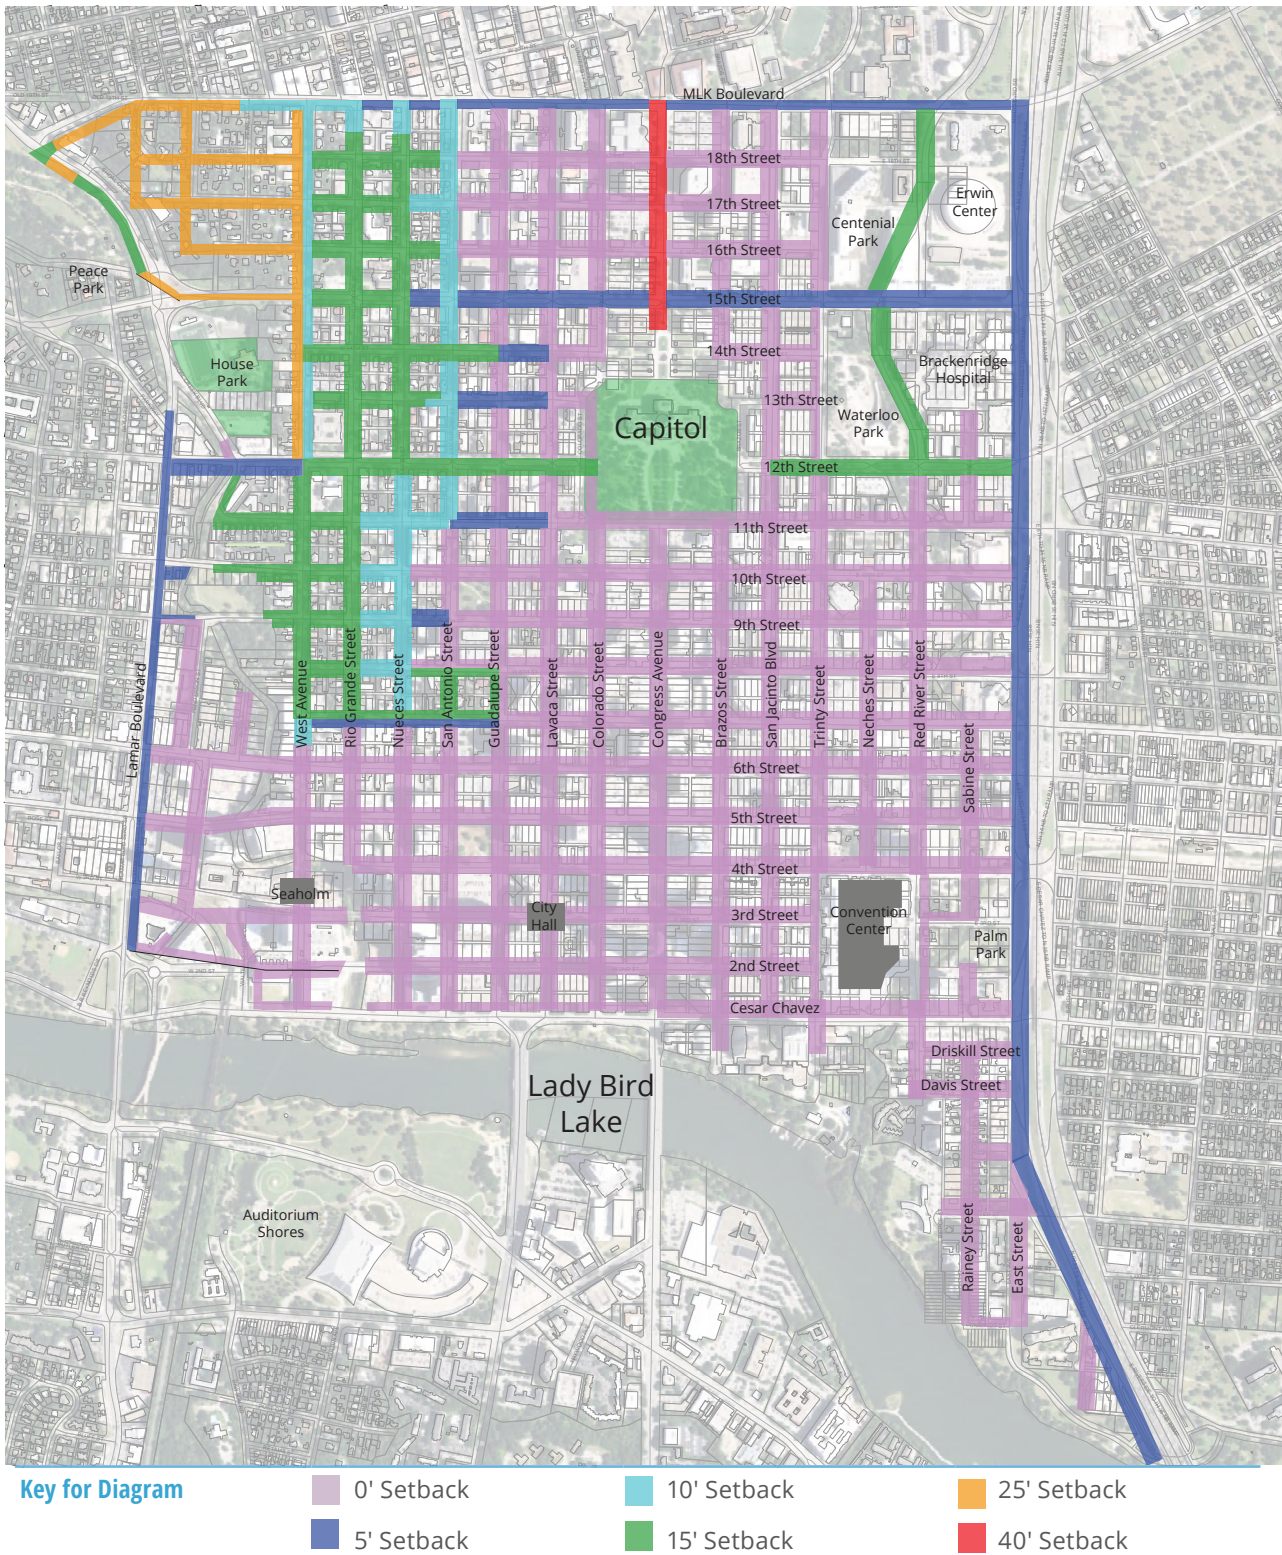 MLK Boulevard
18th Street
17th Street
16th Street
15th Street
14th Street
13th Street
12th Street
11th Street
10th Street
9th Street
6th Street
5th Street
4th Street
3rd Street
2nd Street
Cesar Chavez
Driskill Street
Davis Street
Erwin
Center
Centenial
Park
Peace
Park
House
Park
Brackenridge
Hospital
Waterloo
Park
Capitol
Lamar Boulevard
West Avenue
Rio Grande Street
Nueces Street
San Antonio Street
Guadalupe Street
Lavaca Street
Colorado Street
Congress Avenue
Brazos Street
San Jacinto Blvd
Trinty Street
Neches Street
Red River Street
Sabine Street
Seaholm
City
Hall
Convention
Center
Palm
Park
Lady Bird
Lake
Auditorium
Shores
Rainey Street
East Street
Key for Diagram
0' Setback
10' Setback
25' Setback
5' Setback
15' Setback
40' Setback